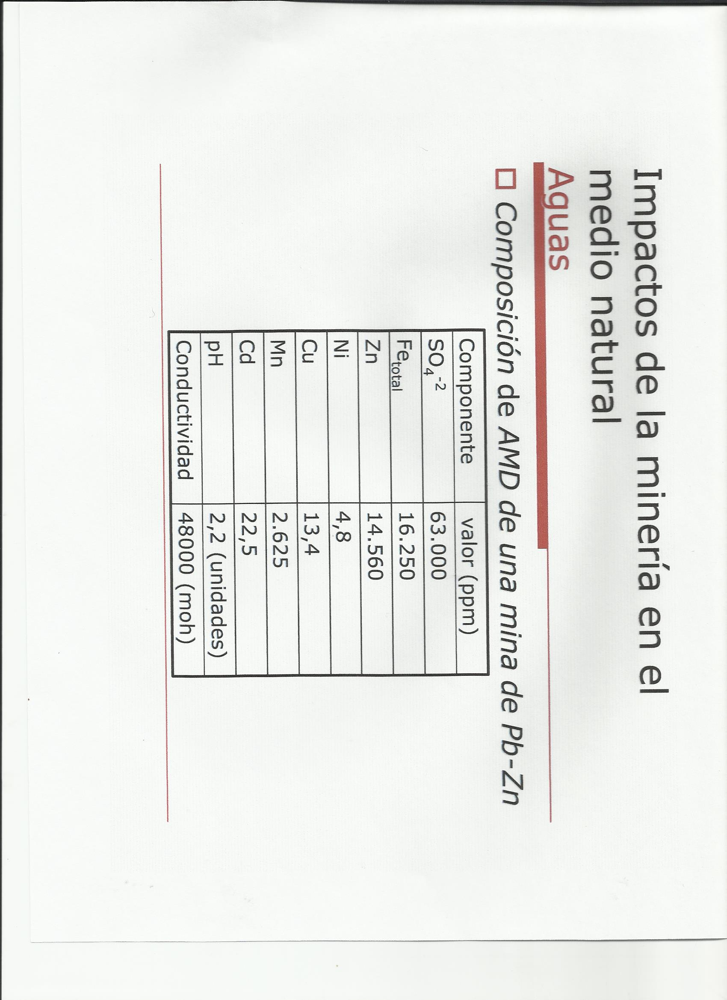 Impactos de la minería en el
medio natural
Aguas
Composición de AMD de una mina de Pb-Zn
Componente valor (ppm)
SO₄⁻² 63.000
Fe total 16.250
Zn 14.560
Ni 4,8
Cu 13,4
Mn 2.625
Cd 22,5
pH 2,2 (unidades)
Conductividad 48000 (moh)